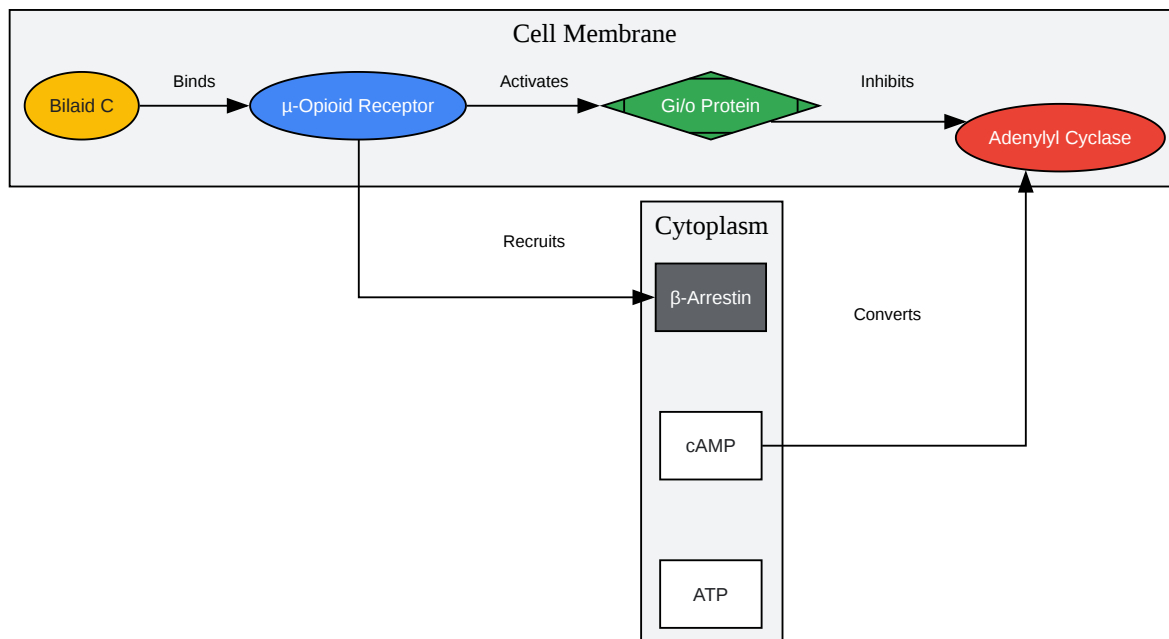 Cell Membrane
Bilaid C
Binds
µ-Opioid Receptor
Activates
Gi/o Protein
Inhibits
Adenylyl Cyclase
Recruits
Cytoplasm
β-Arrestin
Converts
cAMP
ATP